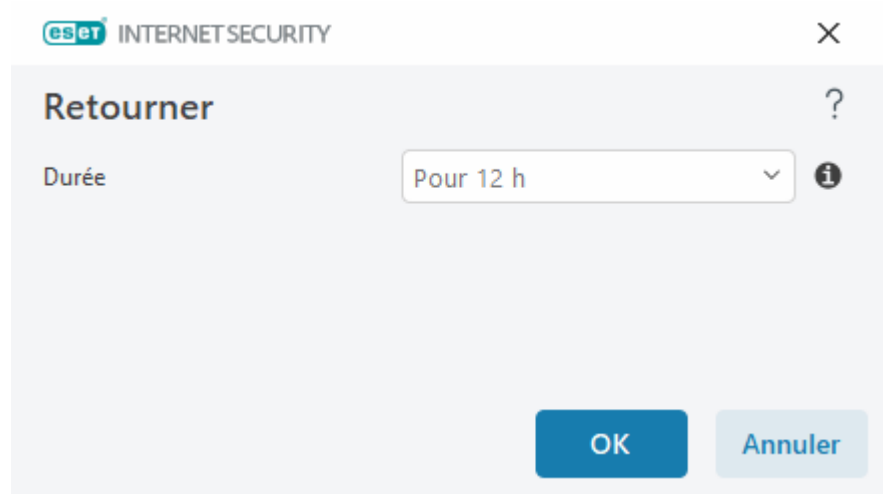 eseT INTERNET SECURITY
Retourner
?
Durée
Pour 12 h
OK
Annuler